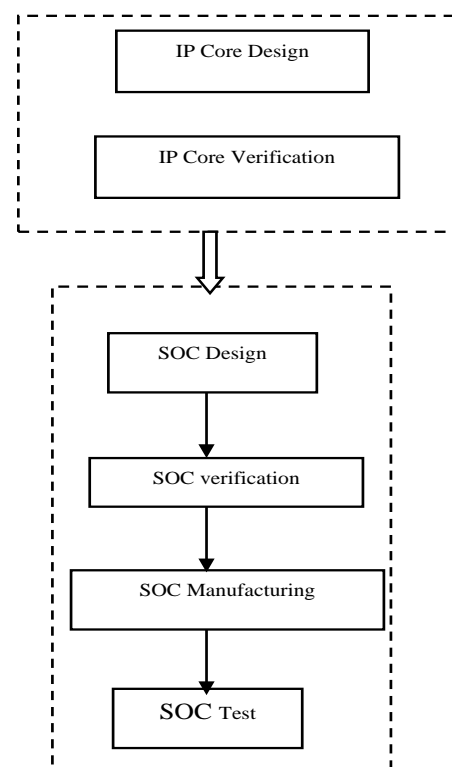 IP Core Design
IP Core Verification
SOC Design
SOC verification
SOC Manufacturing
SOC Test